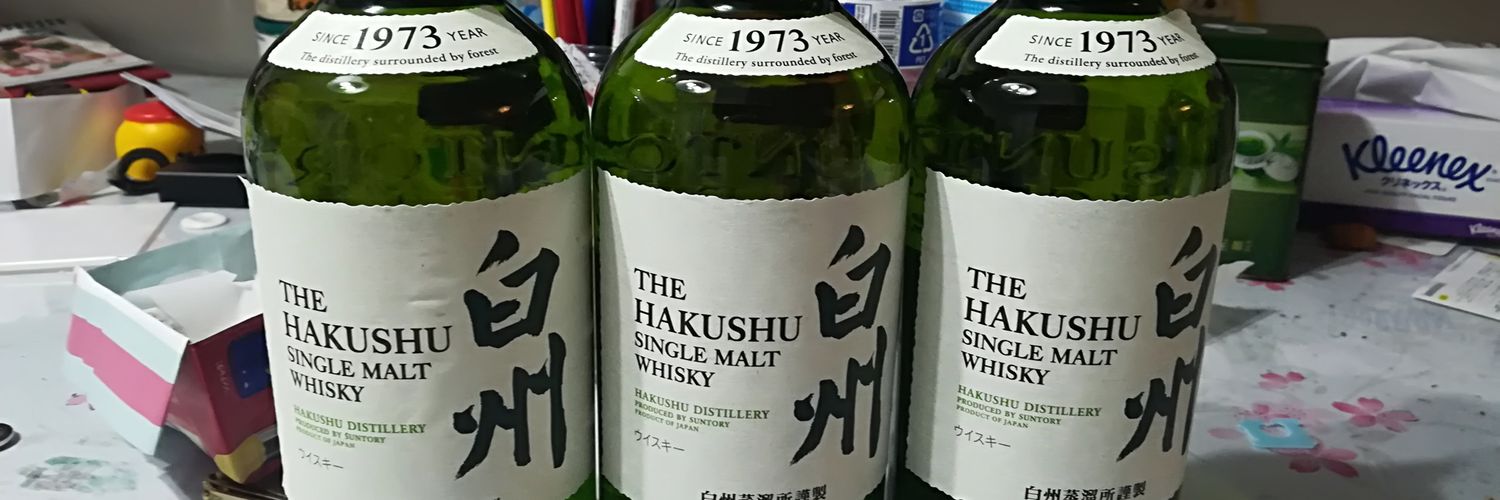 SINCE 1973 YEAR
The distillery surrounded by forest
THE
HAKUSHU
SINGLE MALT
WHISKY
HAKUSHU DISTILLERY
PRODUCED BY SUNTORY
PRODUCT OF JAPAN
ウイスキー
白州
SINCE 1973 YEAR
The distillery surrounded by forest
SUNTORY
THE
HAKUSHU
SINGLE MALT
WHISKY
HAKUSHU DISTILLERY
PRODUCED BY SUNTORY
PRODUCT OF JAPAN
ウイスキー
白州
白州蒸溜所謹製
SINCE 1973 YEAR
The distillery surrounded by forest
SUNTORY
THE
HAKUSHU
SINGLE MALT
WHISKY
HAKUSHU DISTILLERY
PRODUCED BY SUNTORY
PRODUCT OF JAPAN
ウイスキー
白州
白州蒸溜所謹製
Kleenex
クリネックス